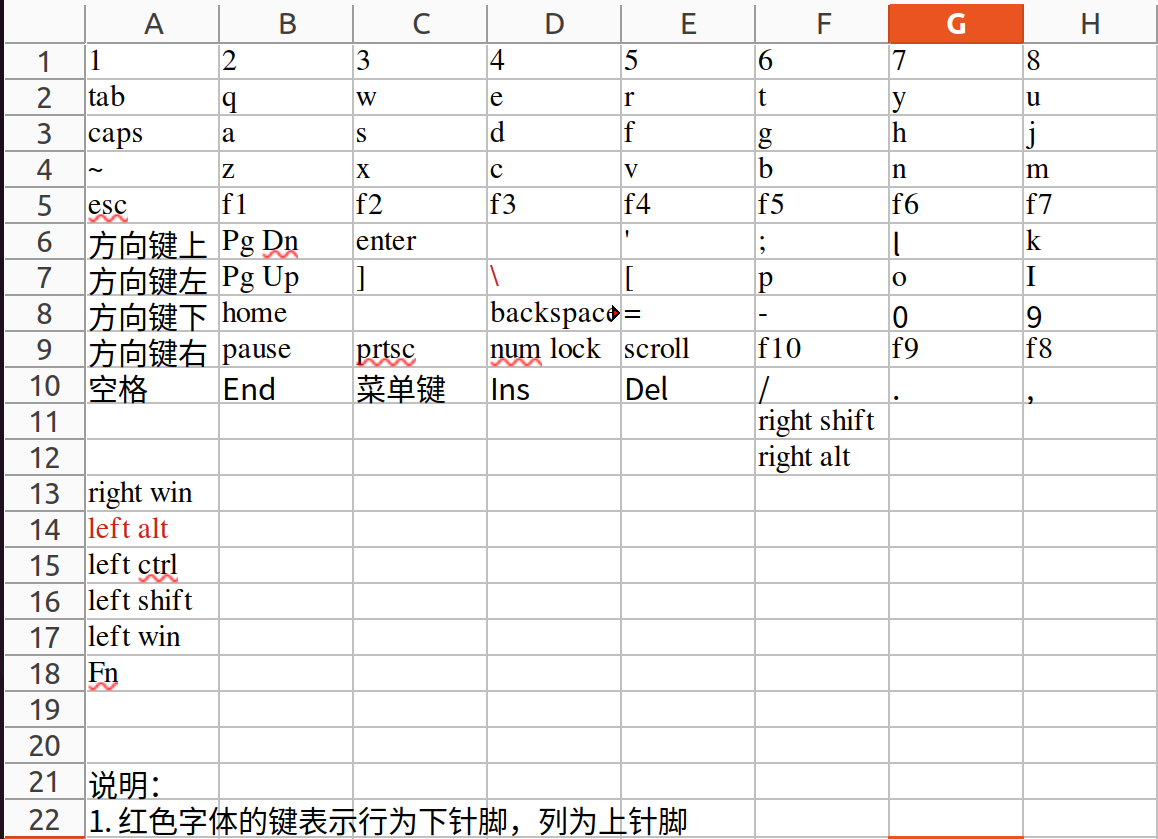 A B C D E F G H
1 1 2 3 4 5 6 7 8
2 tab q w e r t y u
3 caps a s d f g h j
4 ~ z x c v b n m
5 esc f1 f2 f3 f4 f5 f6 f7
6 方向键上 Pg Dn enter ' ; l k
7 方向键左 Pg Up ] \ [ p o I
8 方向键下 home backspace = - 0 9
9 方向键右 pause prtsc num lock scroll f10 f9 f8
10 空格 End 菜单键 Ins Del / . ,
11 right shift
12 right alt
13 right win
14 left alt
15 left ctrl
16 left shift
17 left win
18 Fn
19
20
21 说明：
22 1. 红色字体的键表示行为下针脚，列为上针脚